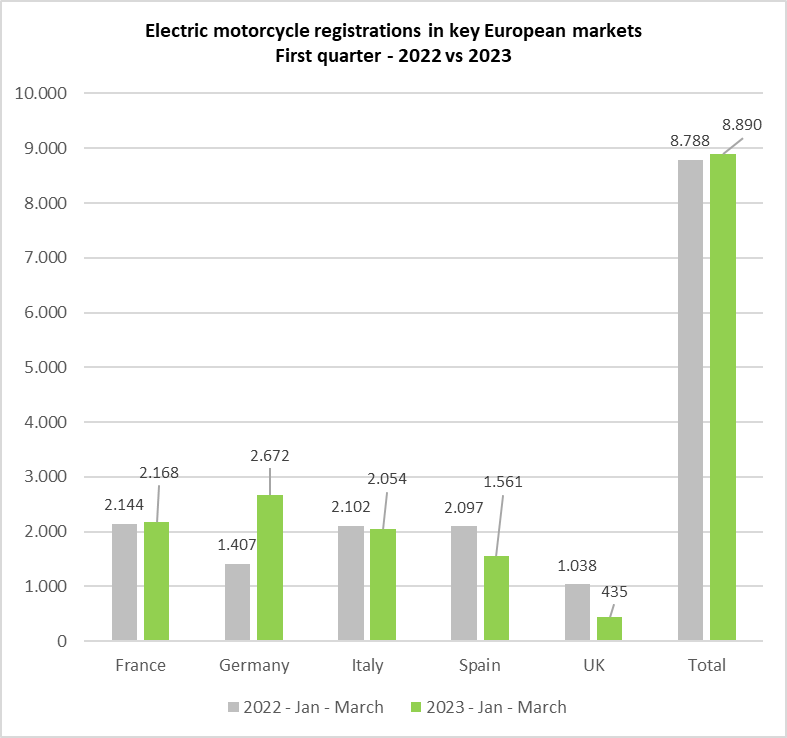 Electric motorcycle registrations in key European markets
First quarter - 2022 vs 2023
10.000
9.000
8.000
7.000
6.000
5.000
4.000
3.000
2.000
1.000
0
2.144
2.168
1.407
2.672
2.102
2.054
2.097
1.561
1.038
435
8.788
8.890
France
Germany
Italy
Spain
UK
Total
2022 - Jan - March
2023 - Jan - March